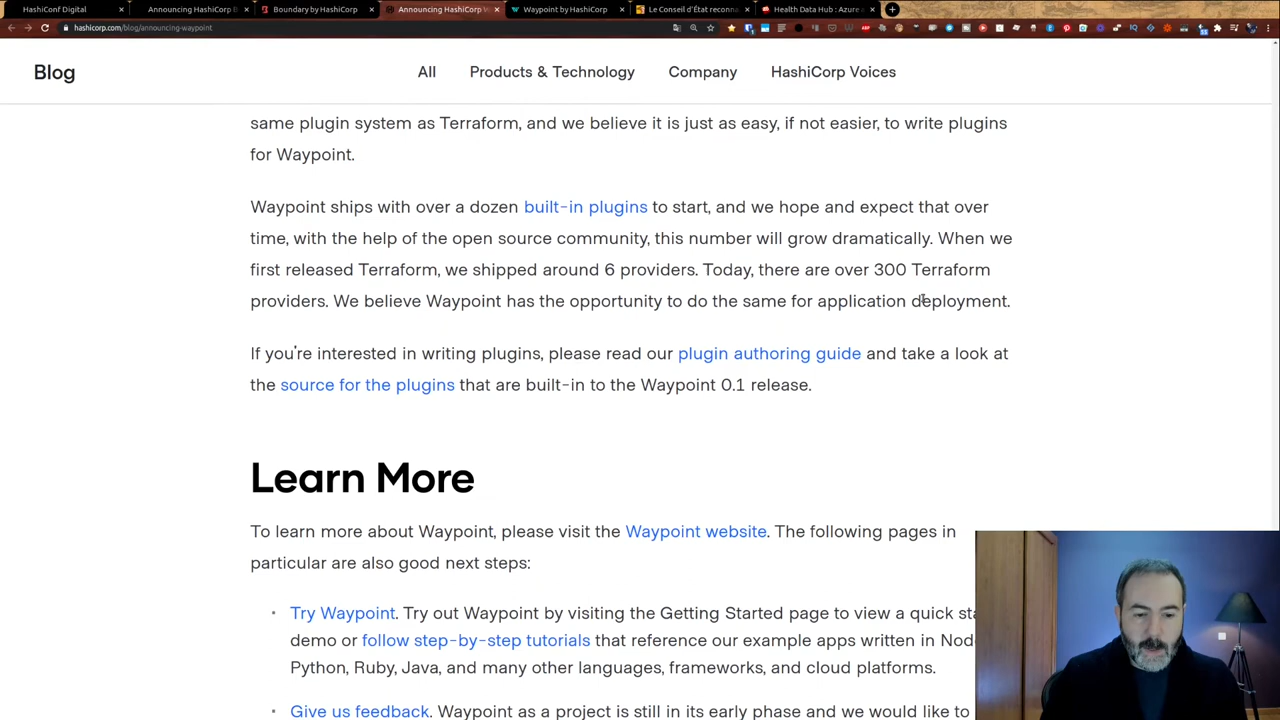 HashiConf Digital
Announcing HashiCorp B
Boundary by HashiCorp
Announcing HashiCorp W
Waypoint by HashiCorp
Le Conseil d'État reconna
Health Data Hub : Azure
hashicorp.com/blog/announcing-waypoint
Blog
All
Products & Technology
Company
HashiCorp Voices
same plugin system as Terraform, and we believe it is just as easy, if not easier, to write plugins
for Waypoint.
Waypoint ships with over a dozen built-in plugins to start, and we hope and expect that over
time, with the help of the open source community, this number will grow dramatically. When we
first released Terraform, we shipped around 6 providers. Today, there are over 300 Terraform
providers. We believe Waypoint has the opportunity to do the same for application deployment.
If you're interested in writing plugins, please read our plugin authoring guide and take a look at
the source for the plugins that are built-in to the Waypoint 0.1 release.
Learn More
To learn more about Waypoint, please visit the Waypoint website. The following pages in
particular are also good next steps:
• Try Waypoint. Try out Waypoint by visiting the Getting Started page to view a quick sta
demo or follow step-by-step tutorials that reference our example apps written in Nod
Python, Ruby, Java, and many other languages, frameworks, and cloud platforms.
• Give us feedback. Waypoint as a project is still in its early phase and we would like to